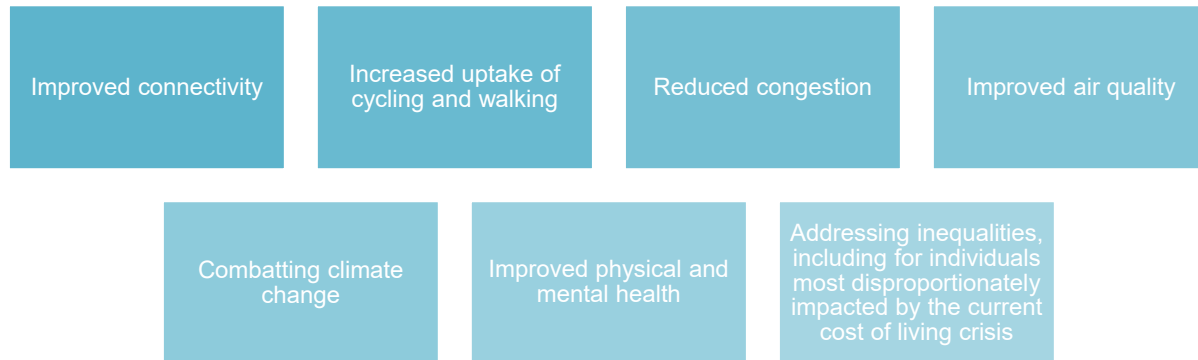 Improved connectivity
Increased uptake of
cycling and walking
Reduced congestion
Improved air quality
Combatting climate
change
Improved physical and
mental health
Addressing inequalities,
including for individuals
most disproportionately
impacted by the current
cost of living crisis